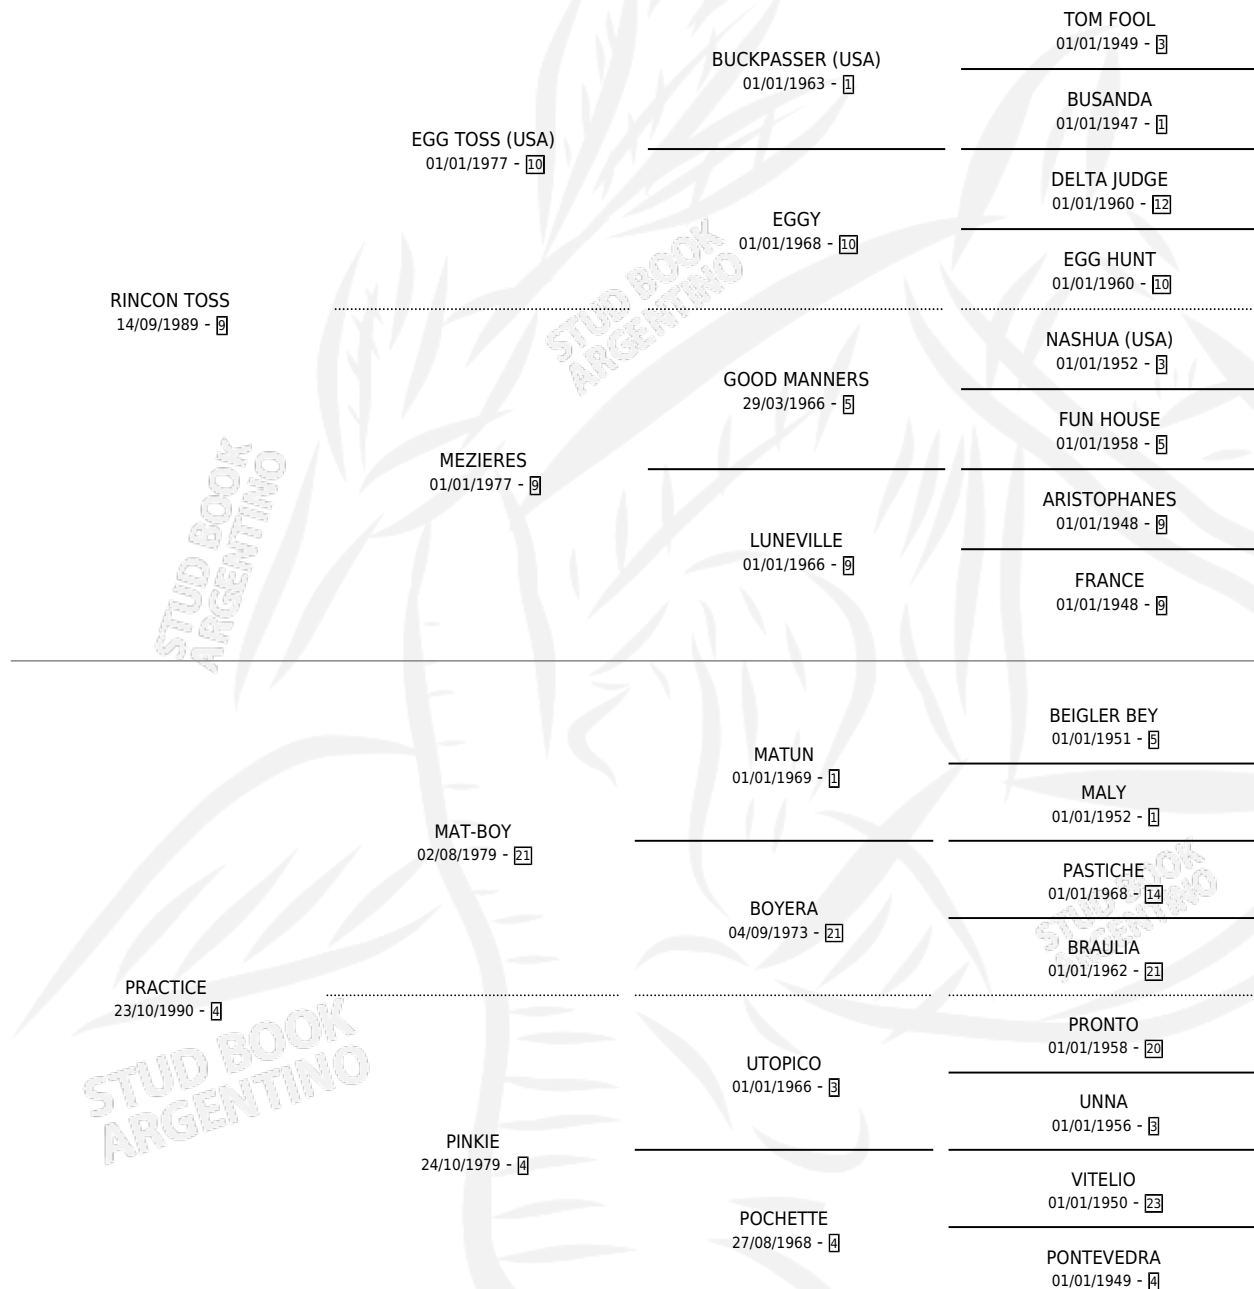 TOM FOOL
01/01/1949 - 3
BUCKPASSER (USA)
01/01/1963 - 1
BUSANDA
01/01/1947 - 1
EGG TOSS (USA)
01/01/1977 - 10
DELTA JUDGE
01/01/1960 - 12
EGGY
01/01/1968 - 10
EGG HUNT
01/01/1960 - 10
RINCON TOSS
14/09/1989 - 9
NASHUA (USA)
01/01/1952 - 3
GOOD MANNERS
29/03/1966 - 5
FUN HOUSE
01/01/1958 - 5
MEZIERES
01/01/1977 - 9
ARISTOPHANES
01/01/1948 - 9
LUNEVILLE
01/01/1966 - 9
FRANCE
01/01/1948 - 9
STUD BOOK
ARGENTINO
STUD BOOK
ARGENTINO
BEIGLER BEY
01/01/1951 - 5
MATUN
01/01/1969 - 1
MALY
01/01/1952 - 1
MAT-BOY
02/08/1979 - 21
PASTICHE
01/01/1968 - 14
BOYERA
04/09/1973 - 21
BRAULIA
01/01/1962 - 21
STUD BOOK
ARGENTINO
PRACTICE
23/10/1990 - 4
PRONTO
01/01/1958 - 20
UTOPICO
01/01/1966 - 3
UNNA
01/01/1956 - 3
STUD BOOK
ARGENTINO
PINKIE
24/10/1979 - 4
VITELIO
01/01/1950 - 23
POCHETTE
27/08/1968 - 4
PONTEVEDRA
01/01/1949 - 4